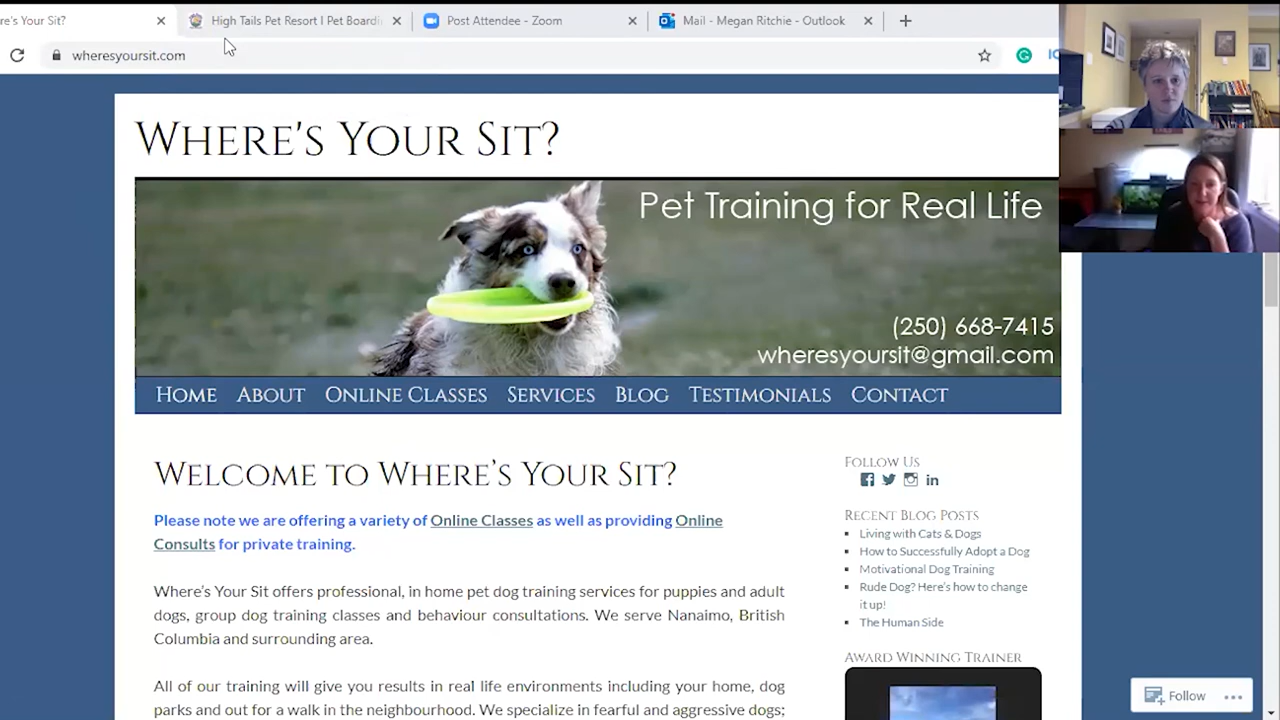 re's Your Sit?
High Tails Pet Resort | Pet Boardi
Post Attendee - Zoom
Mail - Megan Ritchie - Outlook
wheresyoursit.com
WHERE'S YOUR SIT?
Pet Training for Real Life
(250) 668-7415
wheresyoursit@gmail.com
HOME ABOUT ONLINE CLASSES SERVICES BLOG TESTIMONIALS CONTACT
WELCOME TO WHERE'S YOUR SIT?
Please note we are offering a variety of Online Classes as well as providing Online
Consults for private training.
Where's Your Sit offers professional, in home pet dog training services for puppies and adult
dogs, group dog training classes and behaviour consultations. We serve Nanaimo, British
Columbia and surrounding area.
All of our training will give you results in real life environments including your home, dog
parks and out for a walk in the neighbourhood. We specialize in fearful and aggressive dogs;
FOLLOW US
RECENT BLOG POSTS
Living with Cats & Dogs
How to Successfully Adopt a Dog
Motivational Dog Training
Rude Dog? Here's how to change
it up!
The Human Side
AWARD WINNING TRAINER
Follow